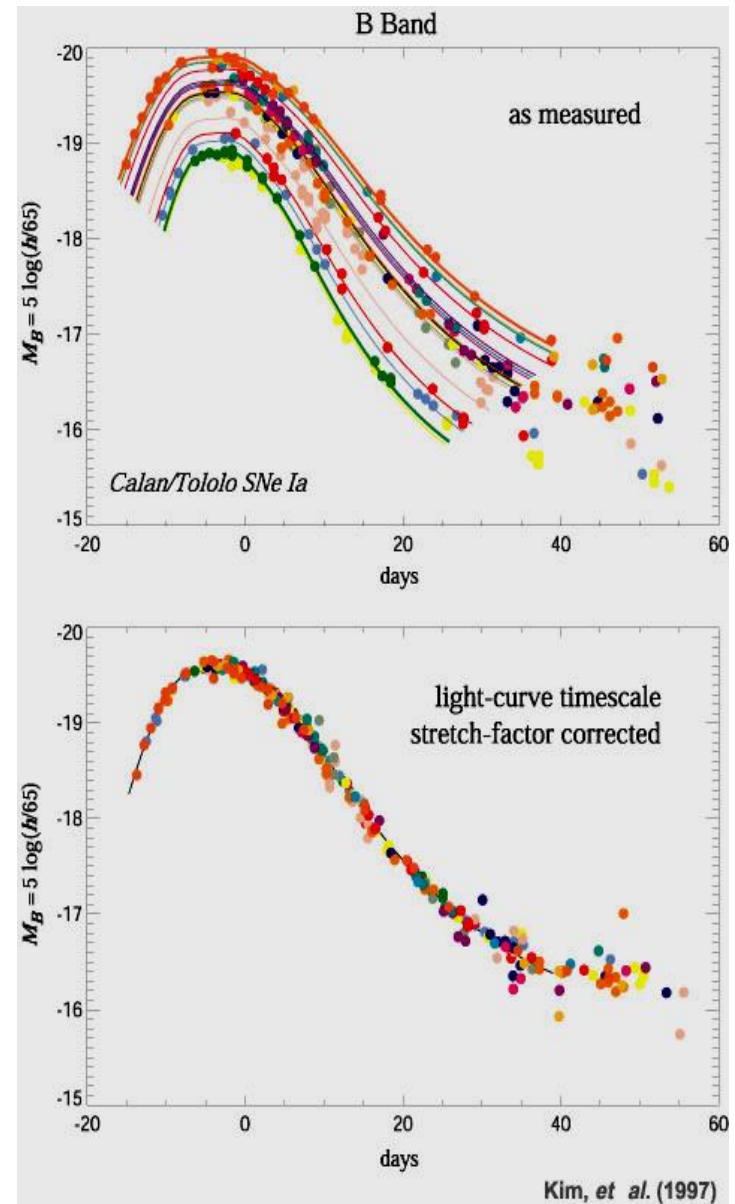 B Band
-20
-19
-18
-17
-16
-15
as measured
Calan/Tololo SNe Ia
M_B = 5 log(h/65)
-20 0 20 40 60
days
-20
-19
-18
-17
-16
-15
light-curve timescale
stretch-factor corrected
M_B = 5 log(h/65)
-20 0 20 40 60
days
Kim, et al. (1997)